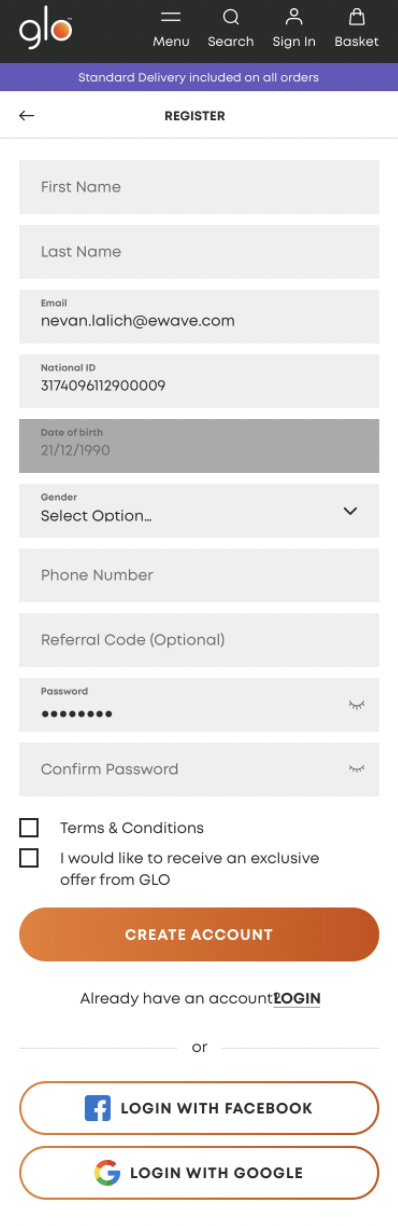 glo™
Menu Search Sign In Basket
Standard Delivery included on all orders
REGISTER
First Name
Last Name
Email
nevan.lalich@ewave.com
National ID
3174096112900009
Date of birth
21/12/1990
Gender
Select Option...
Phone Number
Referral Code (Optional)
Password
Confirm Password
Terms & Conditions
I would like to receive an exclusive
offer from GLO
CREATE ACCOUNT
Already have an account?LOGIN
or
LOGIN WITH FACEBOOK
LOGIN WITH GOOGLE